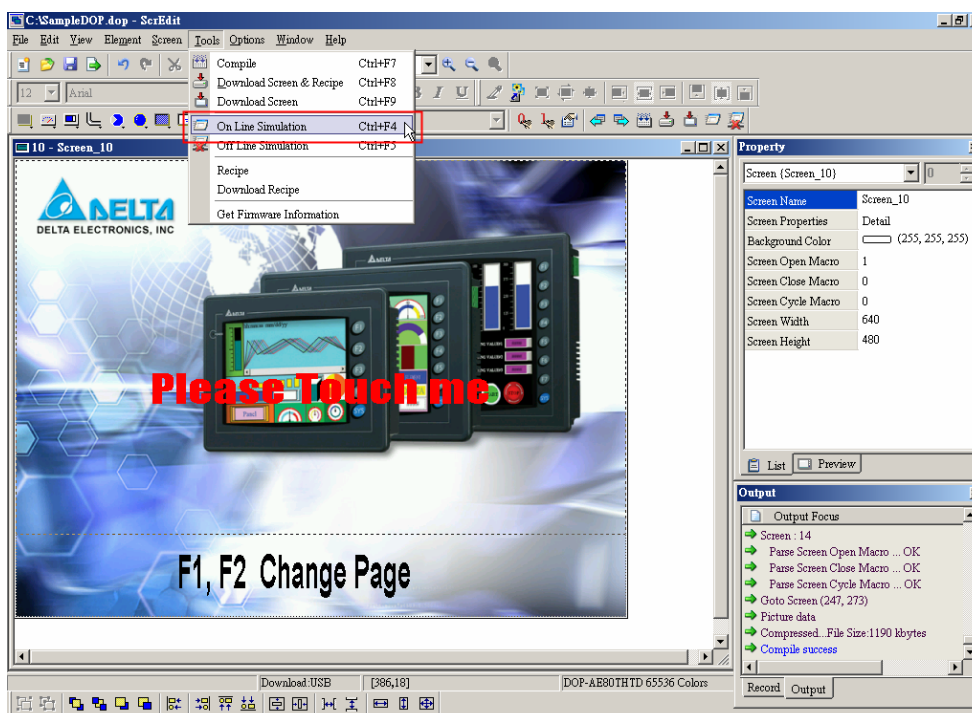 C:\SampleDOP.dop - ScrEdit
File Edit View Element Screen Tools Options Window Help
Compile Ctrl+F7
Download Screen & Recipe Ctrl+F8
Download Screen Ctrl+F9
On Line Simulation Ctrl+F4
Off Line Simulation Ctrl+F5
Recipe
Download Recipe
Get Firmware Information
12 Arial
B I U
10 - Screen_10
DELTA
DELTA ELECTRONICS, INC
Please Touch me
F1, F2 Change Page
Property
Screen {Screen_10} 0
Screen Name Screen_10
Screen Properties Detail
Background Color (255, 255, 255)
Screen Open Macro 1
Screen Close Macro 0
Screen Cycle Macro 0
Screen Width 640
Screen Height 480
List Preview
Output
Output Focus
Screen : 14
Parse Screen Open Macro ... OK
Parse Screen Close Macro ... OK
Parse Screen Cycle Macro ... OK
Goto Screen (247, 273)
Picture data
Compressed...File Size:1190 kbytes
Compile success
Record Output
Download:USB [386,18] DOP-AE80THTD 65536 Colors